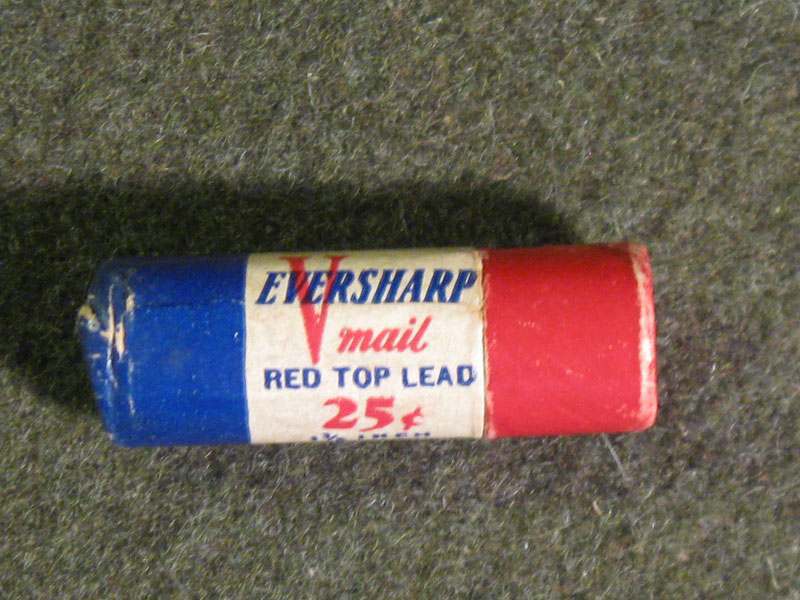 EVERSHARP
V mail
RED TOP LEAD
25¢